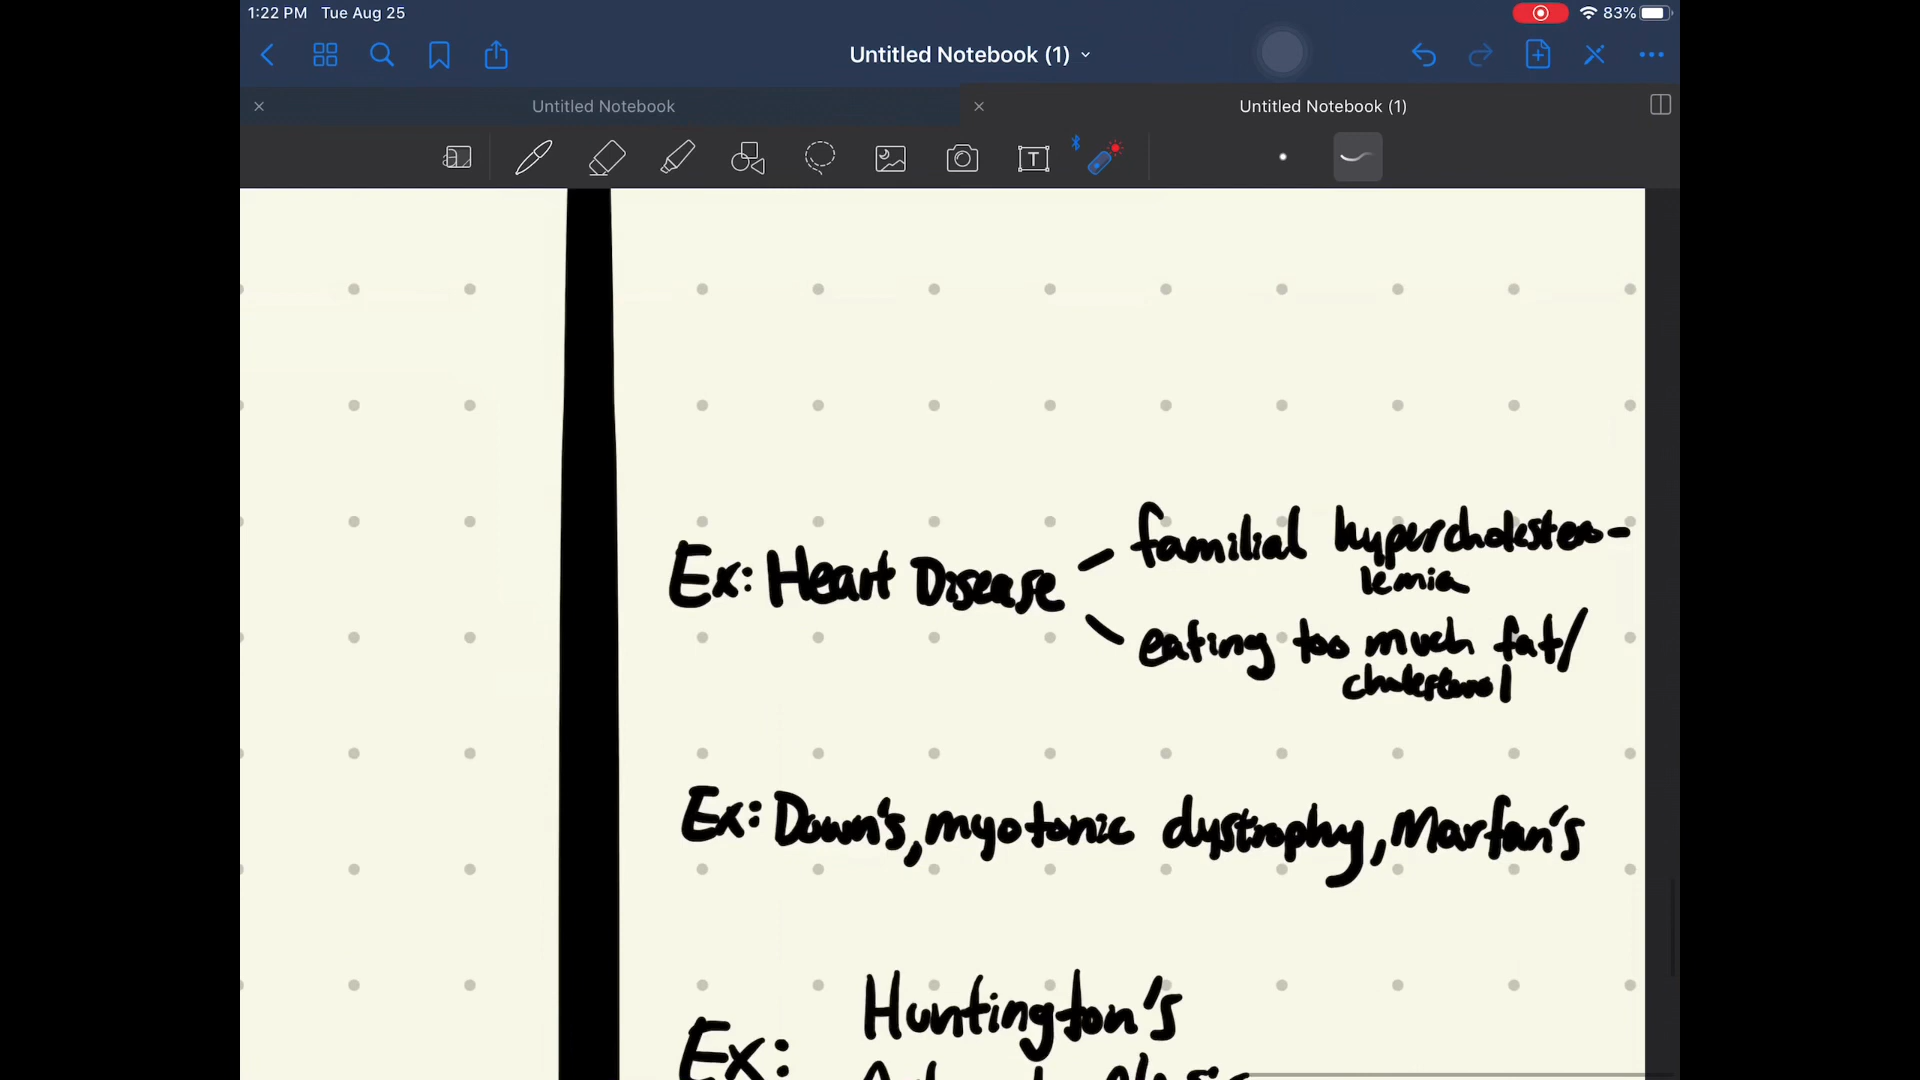 1:22 PM Tue Aug 25
83%
Untitled Notebook (1)
Untitled Notebook
Untitled Notebook (1)
T
familial hypercholestero-
lemia
Ex: Heart Disease
eating too much fat/
cholesterol
Ex: Down's, myotonic dystrophy, Marfan's
Huntington's
Ex: